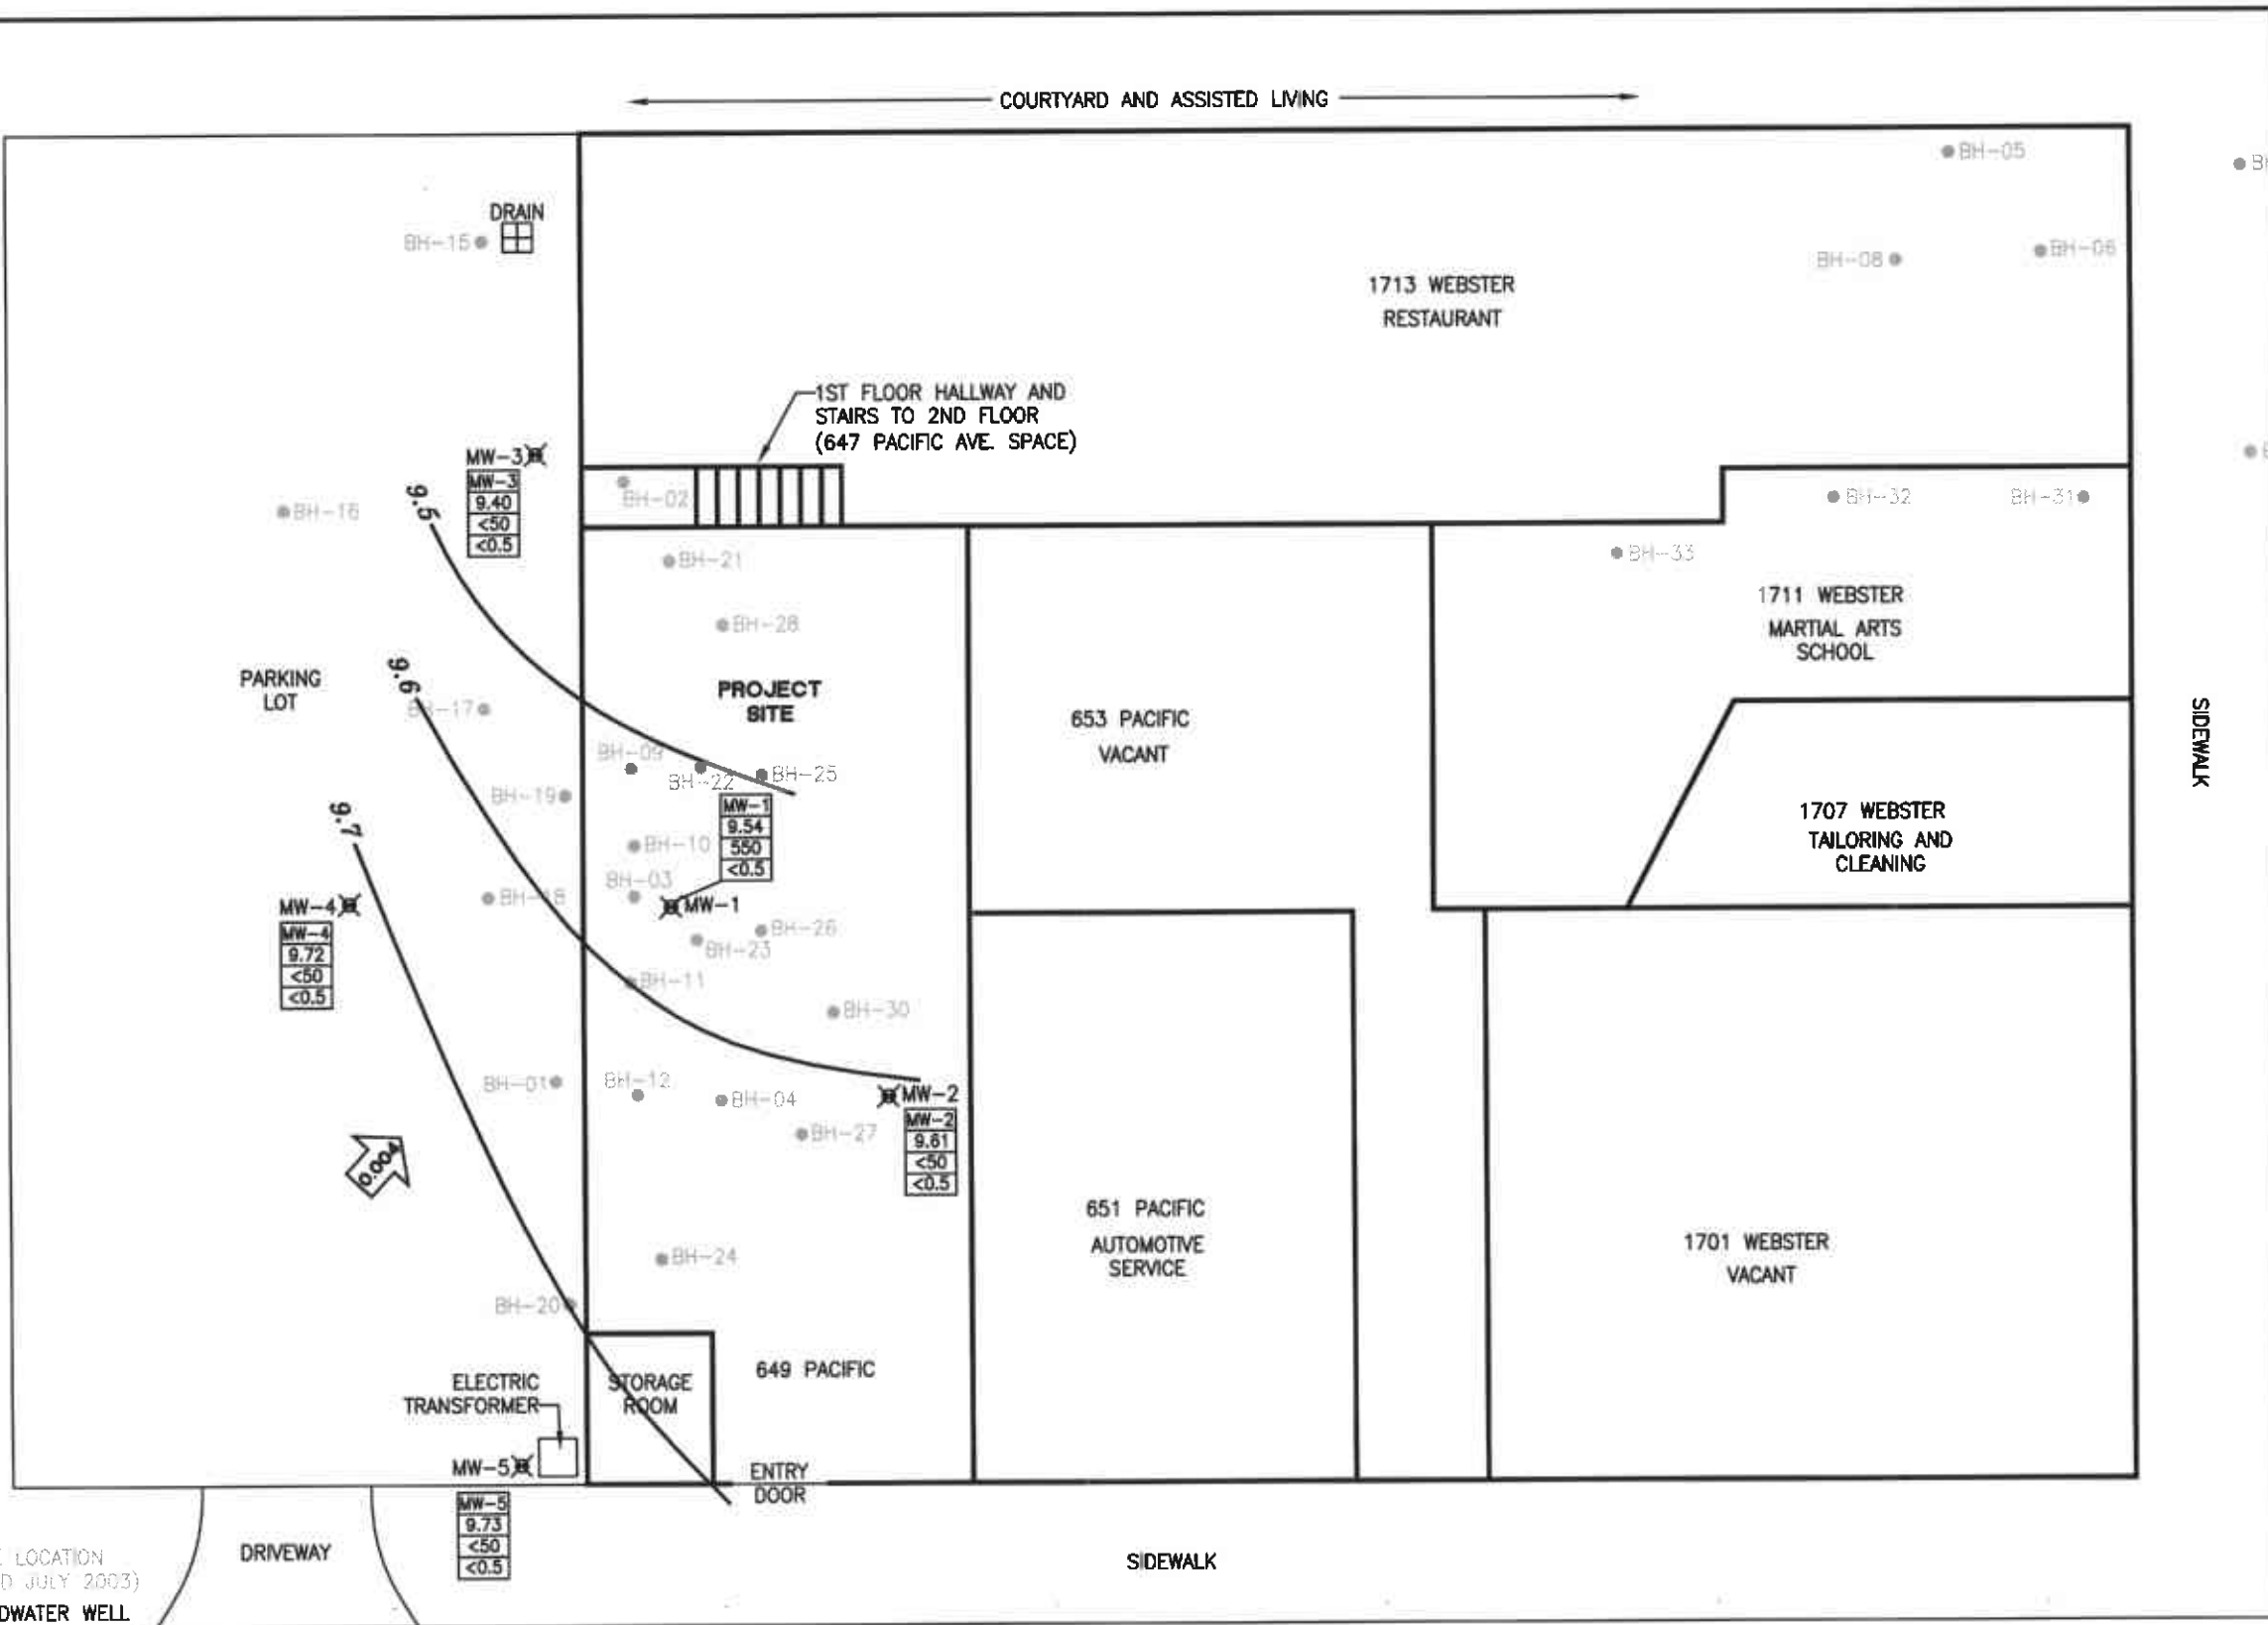 COURTYARD AND ASSISTED LIVING
BH-05
DRAIN
BH-15
BH-08
BH-06
1713 WEBSTER
RESTAURANT
1ST FLOOR HALLWAY AND
STAIRS TO 2ND FLOOR
(647 PACIFIC AVE. SPACE)
MW-3
MW-3
9.40
<50
<0.5
BH-16
BH-02
BH-32
BH-31
BH-33
9.5
BH-21
BH-28
1711 WEBSTER
MARTIAL ARTS
SCHOOL
PARKING
LOT
9.6
BH-17
PROJECT
SITE
653 PACIFIC
VACANT
SIDEWALK
BH-09
BH-22
BH-25
BH-19
9.7
MW-1
9.54
550
<0.5
BH-10
BH-03
MW-1
1707 WEBSTER
TAILORING AND
CLEANING
BH-18
MW-4
MW-4
9.72
<50
<0.5
BH-26
BH-23
BH-11
BH-30
BH-01
BH-12
BH-04
BH-27
MW-2
MW-2
9.61
<50
<0.5
0.004
651 PACIFIC
AUTOMOTIVE
SERVICE
1701 WEBSTER
VACANT
BH-24
BH-20
ELECTRIC
TRANSFORMER
STORAGE
ROOM
649 PACIFIC
MW-5
MW-5
9.73
<50
<0.5
ENTRY
DOOR
DRIVEWAY
SIDEWALK
LOCATION
D JULY 2003)
DWATER WELL